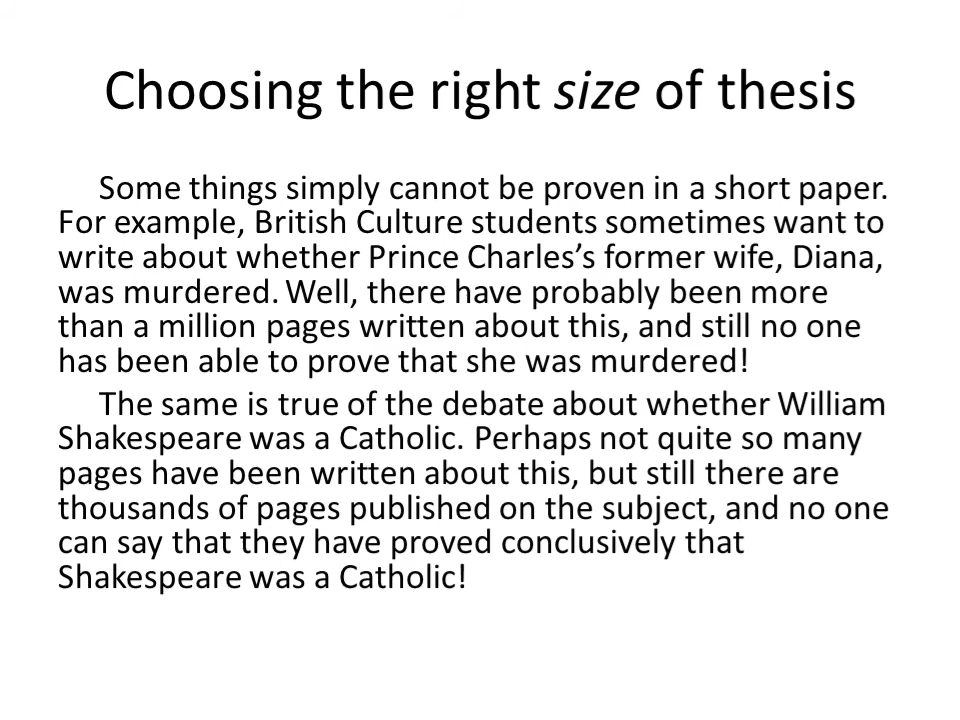 Choosing the right size of thesis
Some things simply cannot be proven in a short paper.
For example, British Culture students sometimes want to
write about whether Prince Charles’s former wife, Diana,
was murdered. Well, there have probably been more
than a million pages written about this, and still no one
has been able to prove that she was murdered!
The same is true of the debate about whether William
Shakespeare was a Catholic. Perhaps not quite so many
pages have been written about this, but still there are
thousands of pages published on the subject, and no one
can say that they have proved conclusively that
Shakespeare was a Catholic!